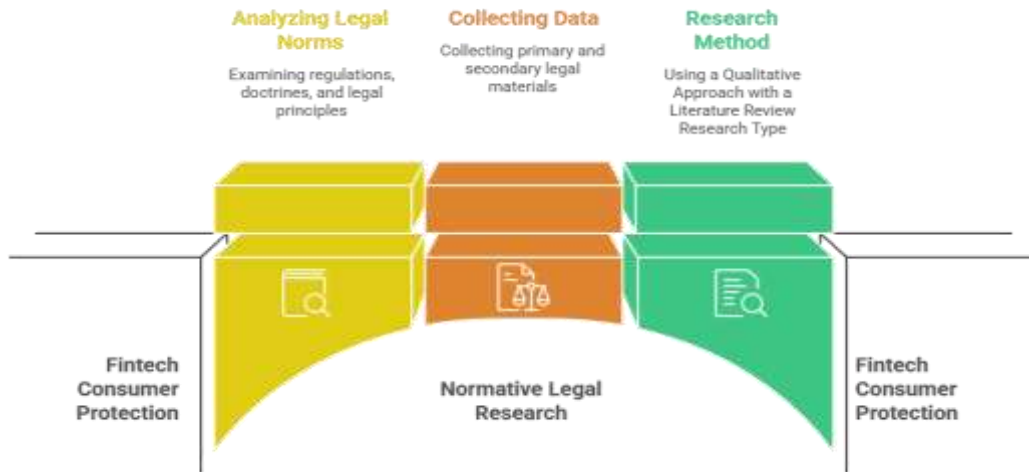 Analyzing Legal
Norms
Examining regulations,
doctrines, and legal
principles
Collecting Data
Collecting primary and
secondary legal
materials
Research
Method
Using a Qualitative
Approach with a
Literature Review
Research Type
Fintech
Consumer
Protection
Normative Legal
Research
Fintech
Consumer
Protection